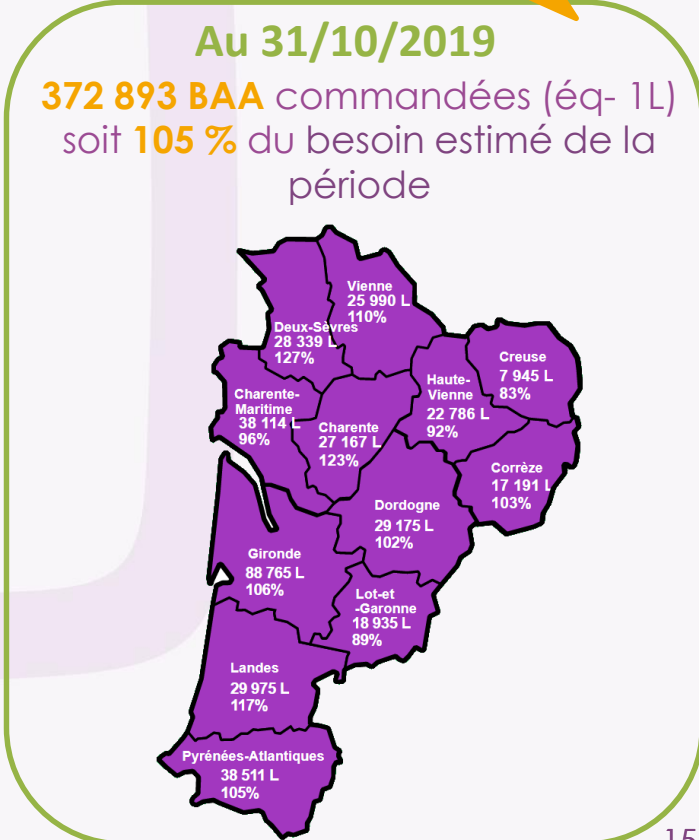 Au 31/10/2019
372 893 BAA commandées (éq- 1L)
soit 105 % du besoin estimé de la
période
Vienne
25 990 L
110%
Deux-Sèvres
28 339 L
127%
Creuse
7 945 L
83%
Haute-
Vienne
22 786 L
92%
Charente-
Maritime
38 114 L
96%
Charente
27 167 L
123%
Corrèze
17 191 L
103%
Dordogne
29 175 L
102%
Gironde
88 765 L
106%
Lot-et
-Garonne
18 935 L
89%
Landes
29 975 L
117%
Pyrénées-Atlantiques
38 511 L
105%
15